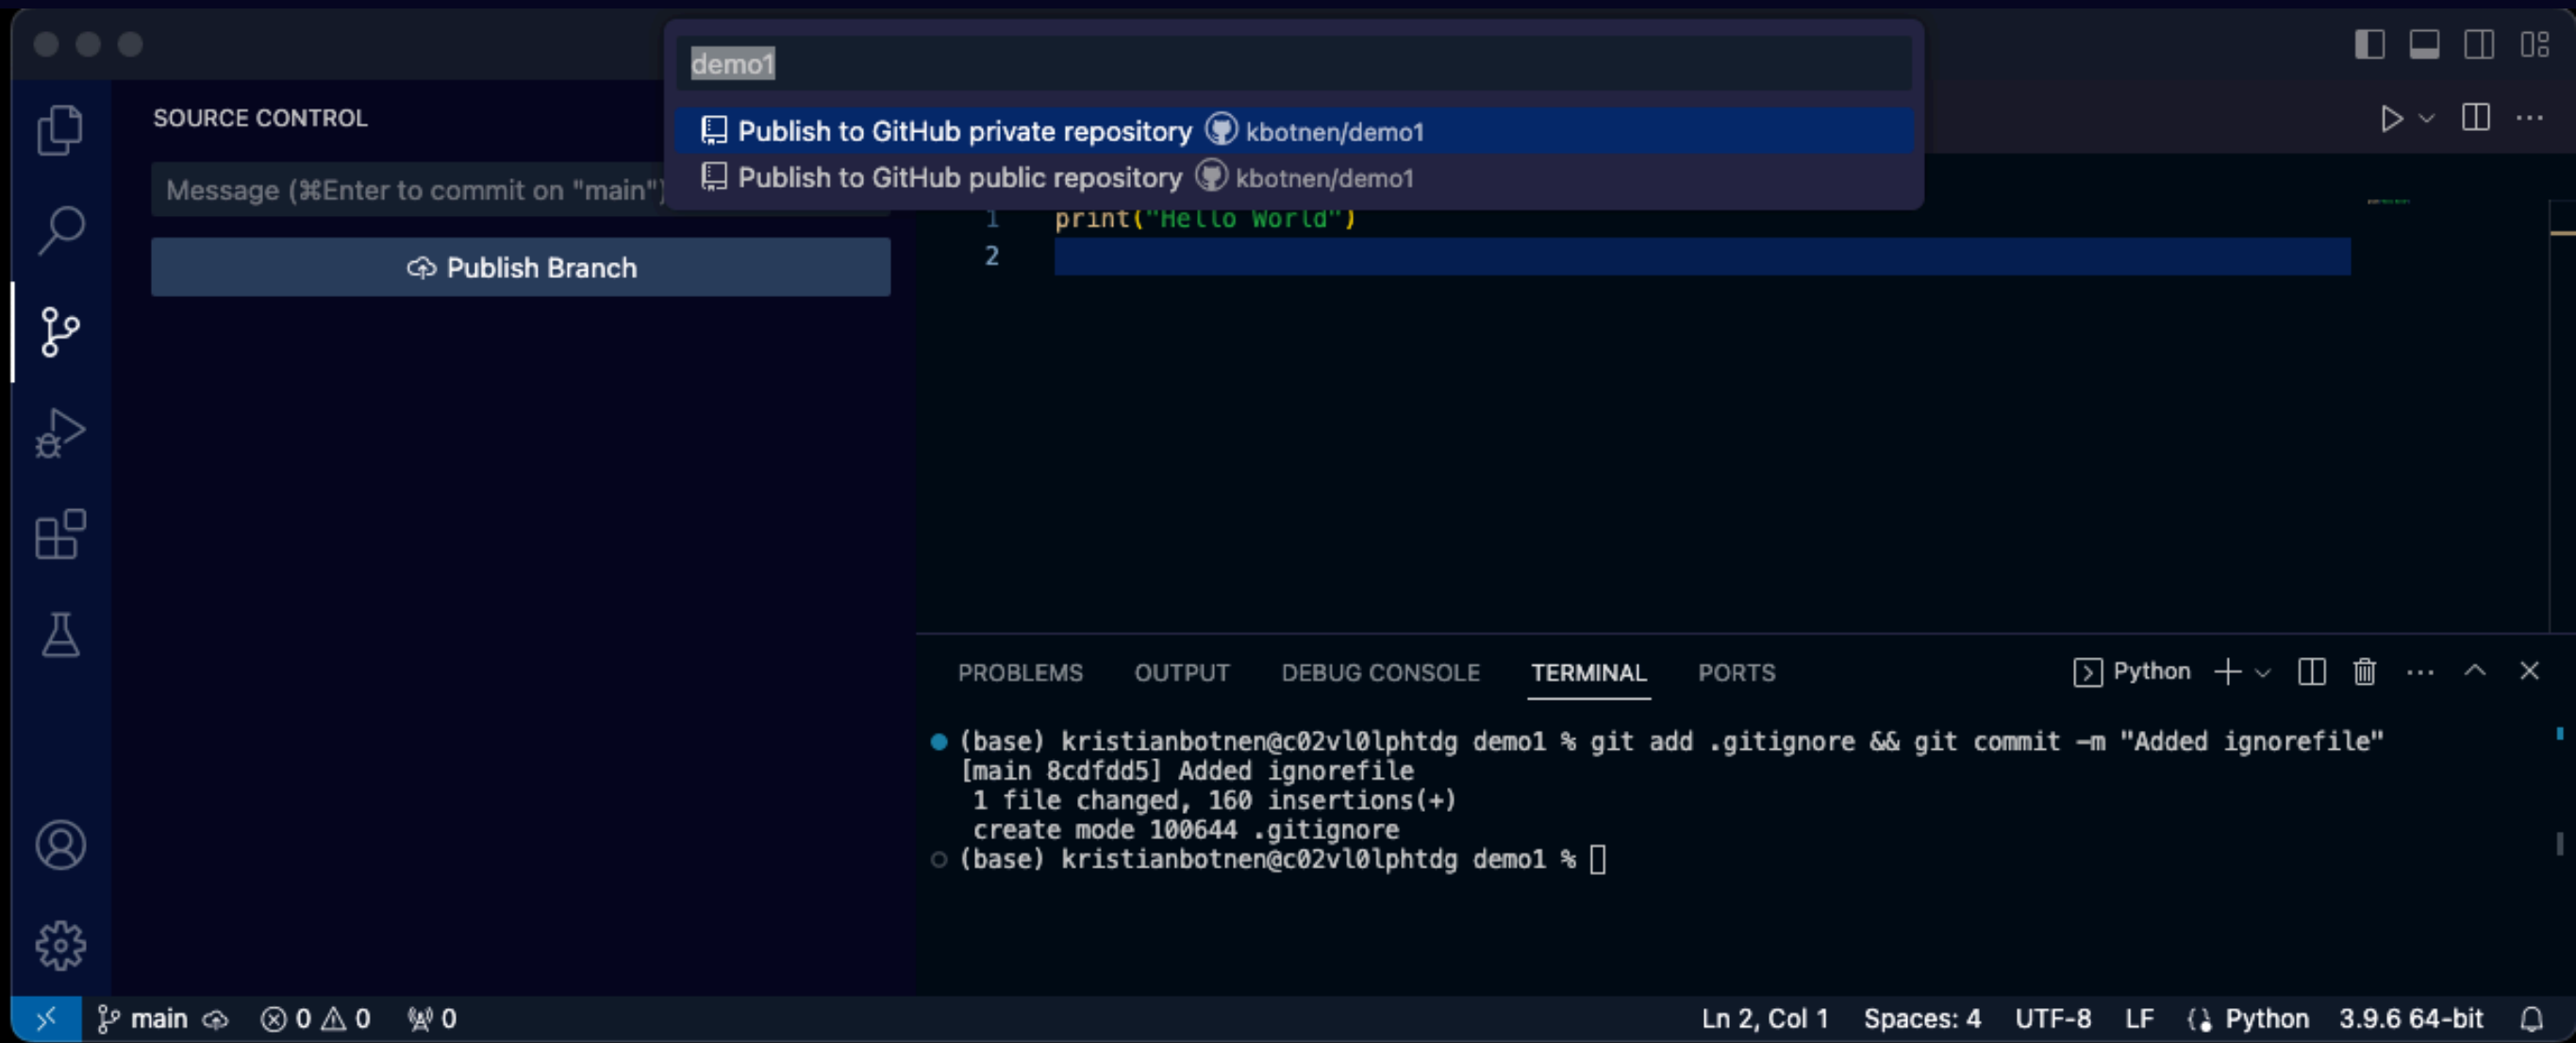 demo1
Publish to GitHub private repository kbotnen/demo1
Publish to GitHub public repository kbotnen/demo1
SOURCE CONTROL
Message (⌘Enter to commit on "main")
Publish Branch
1 print("Hello World")
2
PROBLEMS OUTPUT DEBUG CONSOLE TERMINAL PORTS Python
(base) kristianbotnen@c02vl0lphtdg demo1 % git add .gitignore && git commit -m "Added ignorefile"
[main 8cdfdd5] Added ignorefile
1 file changed, 160 insertions(+)
create mode 100644 .gitignore
(base) kristianbotnen@c02vl0lphtdg demo1 %
main 0 0 0 Ln 2, Col 1 Spaces: 4 UTF-8 LF Python 3.9.6 64-bit